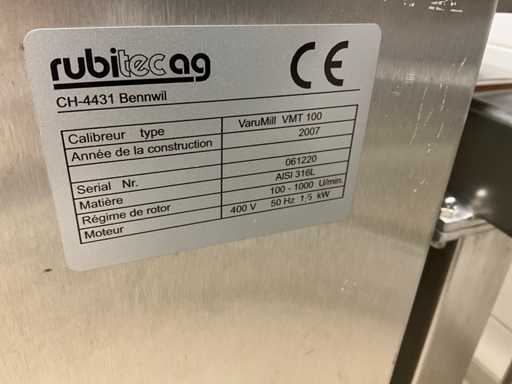 rubitec ag
CE
CH-4431 Bennwil
Calibreur type VaruMill VMT 100
Année de la construction 2007
Serial Nr. 061220
Matière AISI 316L
Régime de rotor 100 - 1000 U/min.
Moteur 400 V 50 Hz 1.5 kW